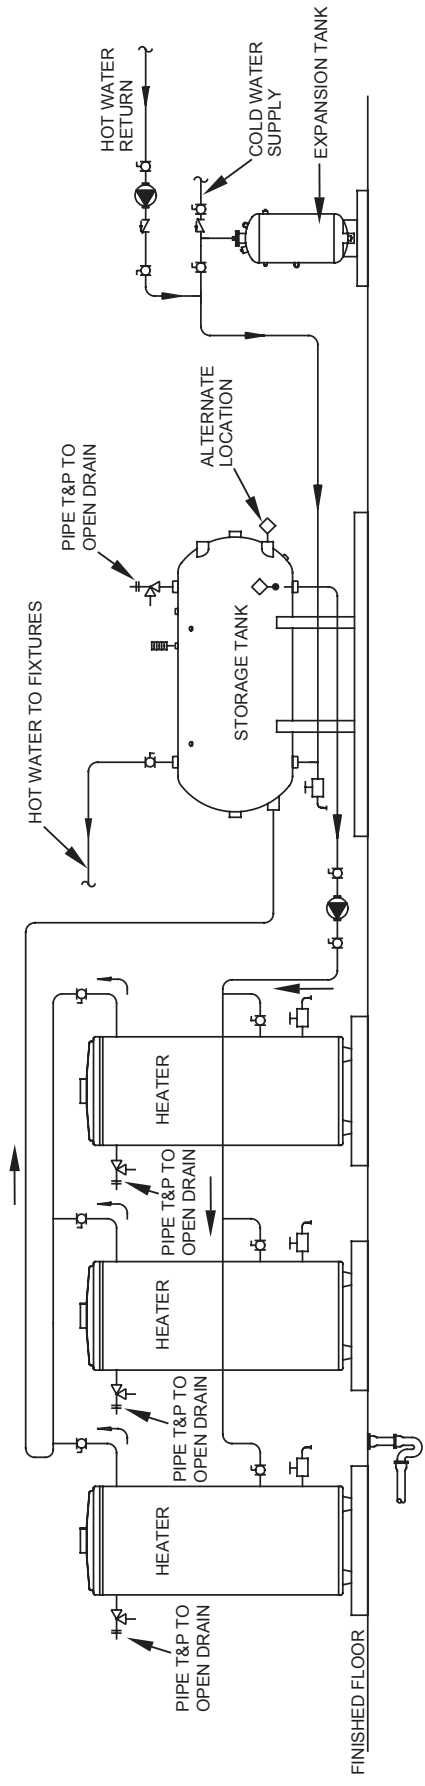 HOT WATER TO FIXTURES
PIPE T&P TO
OPEN DRAIN
ALTERNATE
LOCATION
HOT WATER
RETURN
COLD WATER
SUPPLY
EXPANSION TANK
STORAGE TANK
HEATER
PIPE T&P TO
OPEN DRAIN
HEATER
PIPE T&P TO
OPEN DRAIN
HEATER
PIPE T&P TO
OPEN DRAIN
FINISHED FLOOR